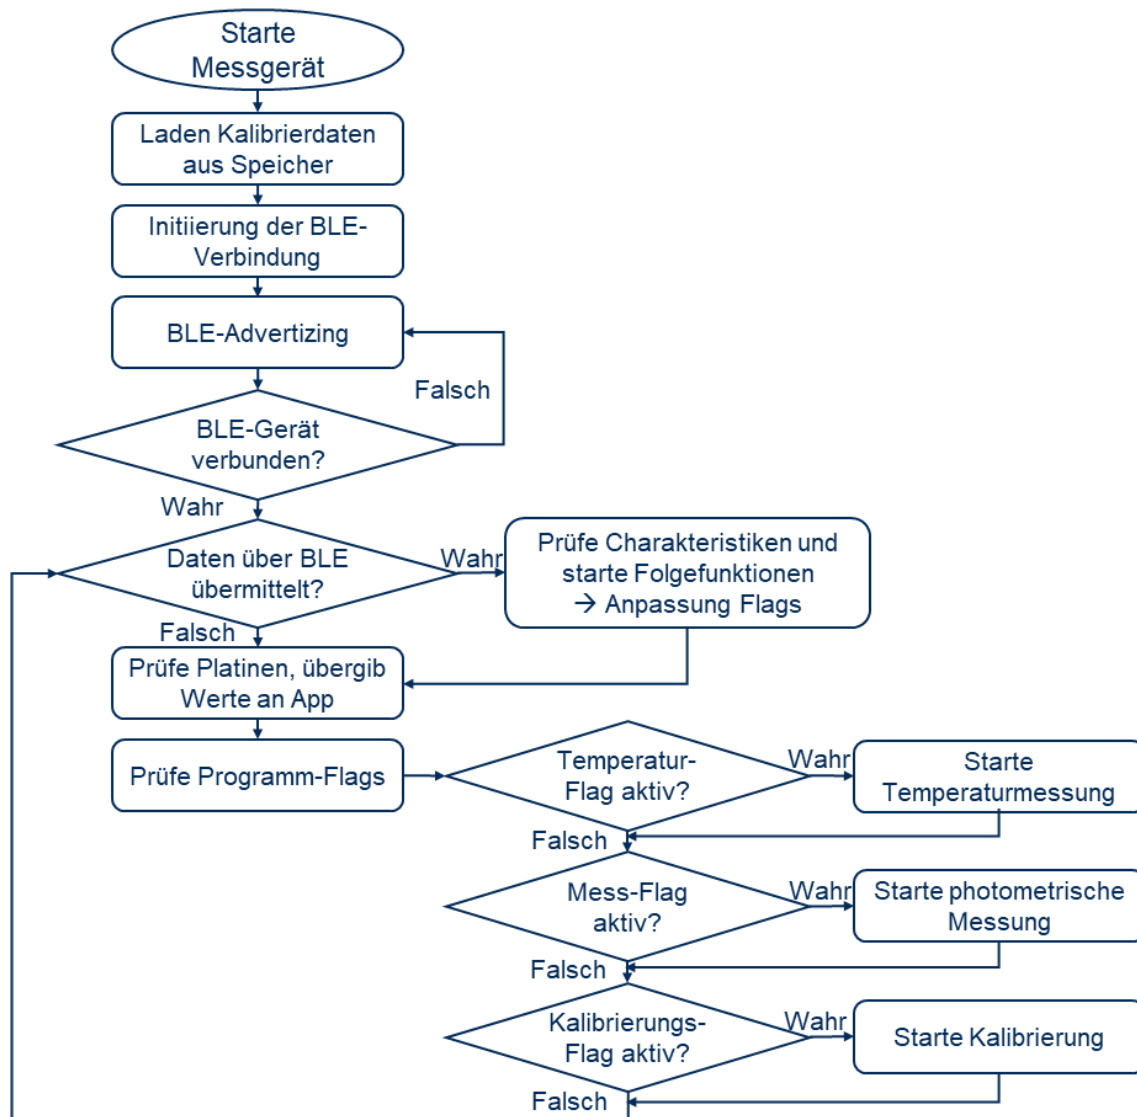 Starte
Messgerät
Laden Kalibrierdaten
aus Speicher
Initiierung der BLE-
Verbindung
BLE-Advertizing
Falsch
BLE-Gerät
verbunden?
Wahr
Daten über BLE
übermittelt?
Wahr
Prüfe Charakteristiken und
starte Folgefunktionen
→ Anpassung Flags
Falsch
Prüfe Platinen, übergib
Werte an App
Prüfe Programm-Flags
Temperatur-
Flag aktiv?
Wahr
Starte
Temperaturmessung
Falsch
Mess-Flag
aktiv?
Wahr
Starte photometrische
Messung
Falsch
Kalibrierungs-
Flag aktiv?
Wahr
Starte Kalibrierung
Falsch